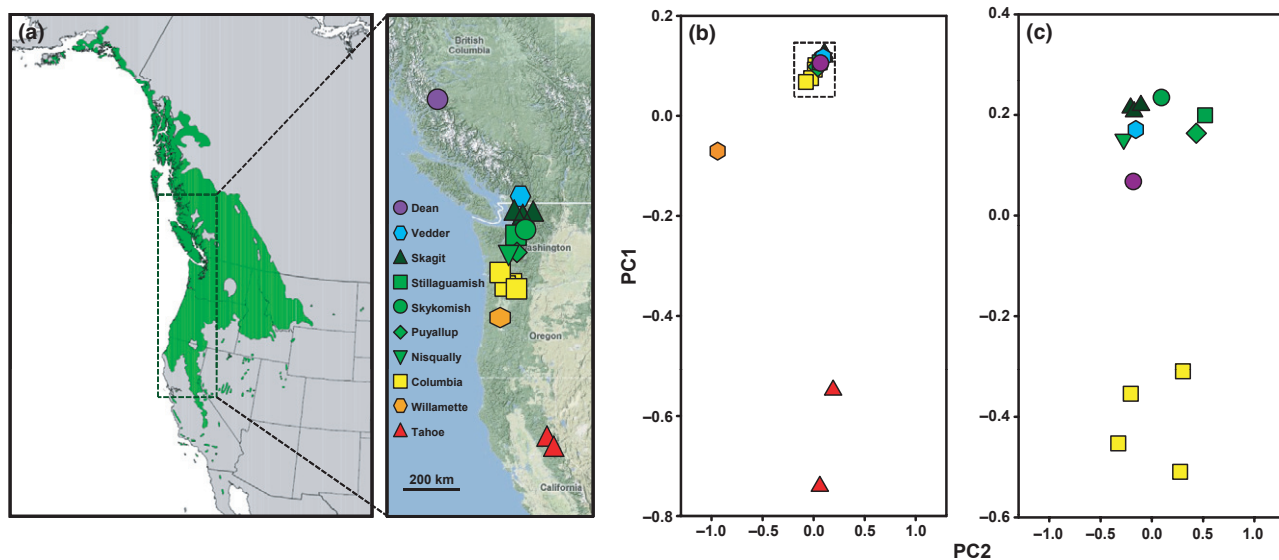 (a)
British
Columbia
Dean
Vedder
Skagit
Stillaguamish
Skykomish
Puyallup
Nisqually
Columbia
Willamette
Tahoe
ashington
Oregon
California
200 km
(b)
PC1
0.2
0.0
–0.2
–0.4
–0.6
–0.8
–1.0 –0.5 0.0 0.5 1.0
(c)
0.4
0.2
0.0
–0.2
–0.4
–0.6
–1.0 –0.5 0.0 0.5 1.0
PC2